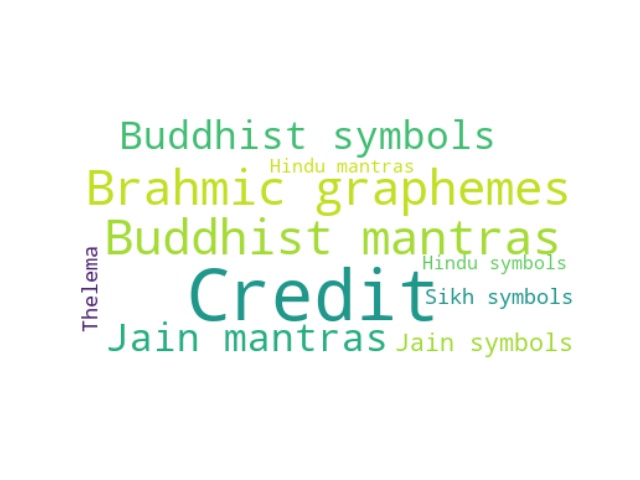 Buddhist symbols
Hindu mantras
Brahmic graphemes
Buddhist mantras
Thelema
Hindu symbols
Credit
Sikh symbols
Jain mantras
Jain symbols